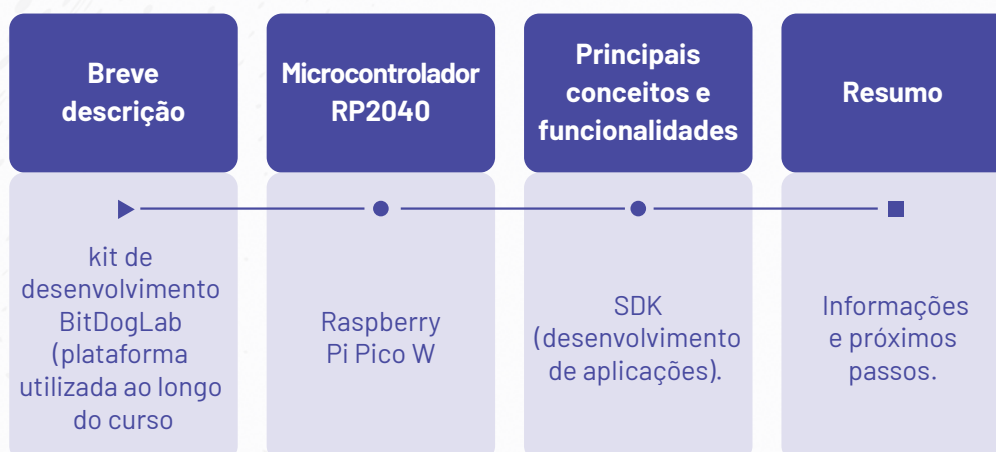 Breve
descrição
kit de
desenvolvimento
BitDogLab
(plataforma
utilizada ao longo
do curso
Microcontrolador
RP2040
Raspberry
Pi Pico W
Principais
conceitos e
funcionalidades
SDK
(desenvolvimento
de aplicações).
Resumo
Informações
e próximos
passos.